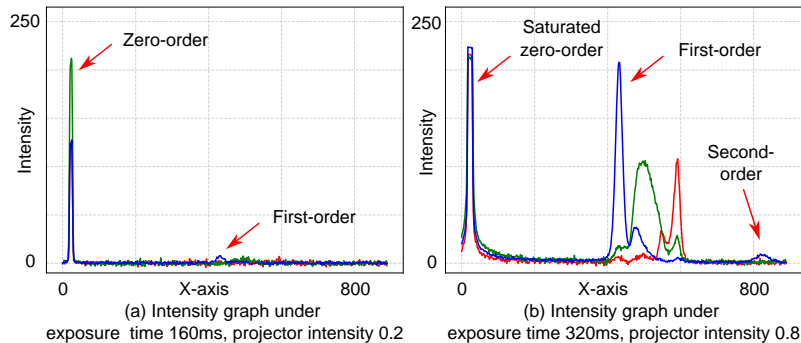 250
Zero-order
Intensity
First-order
0
0
X-axis
800
(a) Intensity graph under
exposure time 160ms, projector intensity 0.2
250
Saturated
zero-order
First-order
Intensity
Second-
order
0
0
X-axis
800
(b) Intensity graph under
exposure time 320ms, projector intensity 0.8